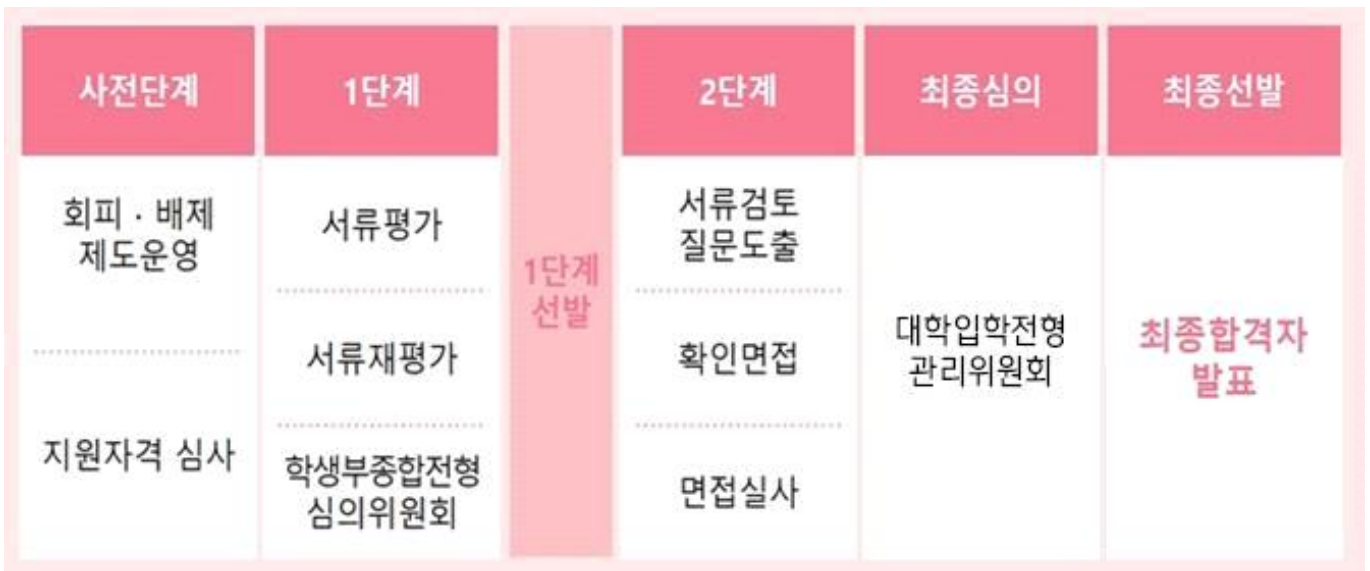 사전단계
회피 · 배제
제도운영
지원자격 심사
1단계
서류평가
서류재평가
학생부종합전형
심의위원회
1단계
선발
2단계
서류검토
질문도출
확인면접
면접실사
최종심의
대학입학전형
관리위원회
최종선발
최종합격자
발표